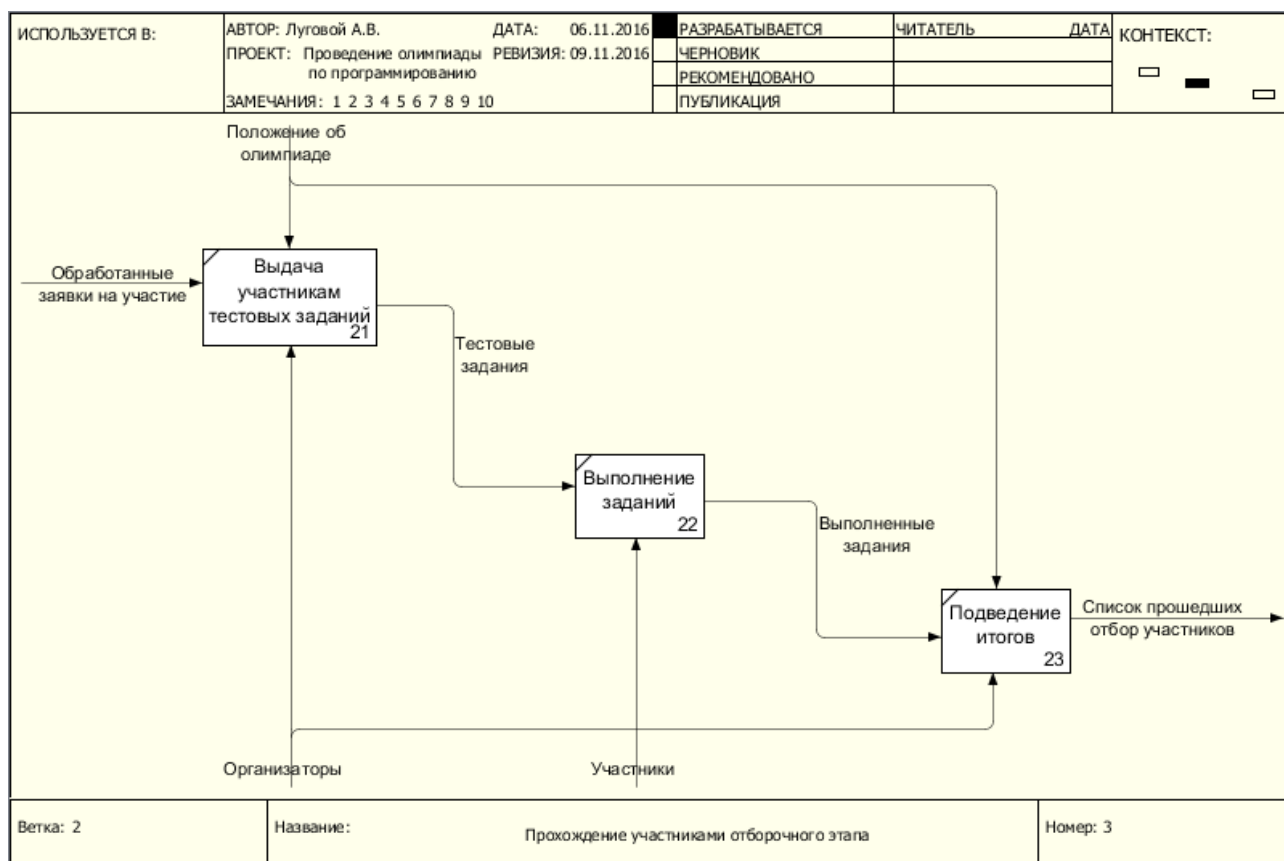 ИСПОЛЬЗУЕТСЯ В:
АВТОР: Луговой А.В.
ДАТА: 06.11.2016
ПРОЕКТ: Проведение олимпиады
по программированию
РЕВИЗИЯ: 09.11.2016
ЗАМЕЧАНИЯ: 1 2 3 4 5 6 7 8 9 10
РАЗРАБАТЫВАЕТСЯ
ЧЕРНОВИК
РЕКОМЕНДОВАНО
ПУБЛИКАЦИЯ
ЧИТАТЕЛЬ
ДАТА
КОНТЕКСТ:
Положение об
олимпиаде
Обработанные
заявки на участие
Выдача
участникам
тестовых заданий
21
Тестовые
задания
Выполнение
заданий
22
Выполненные
задания
Подведение
итогов
23
Список прошедших
отбор участников
Организаторы
Участники
Ветка: 2
Название:
Прохождение участниками отборочного этапа
Номер: 3